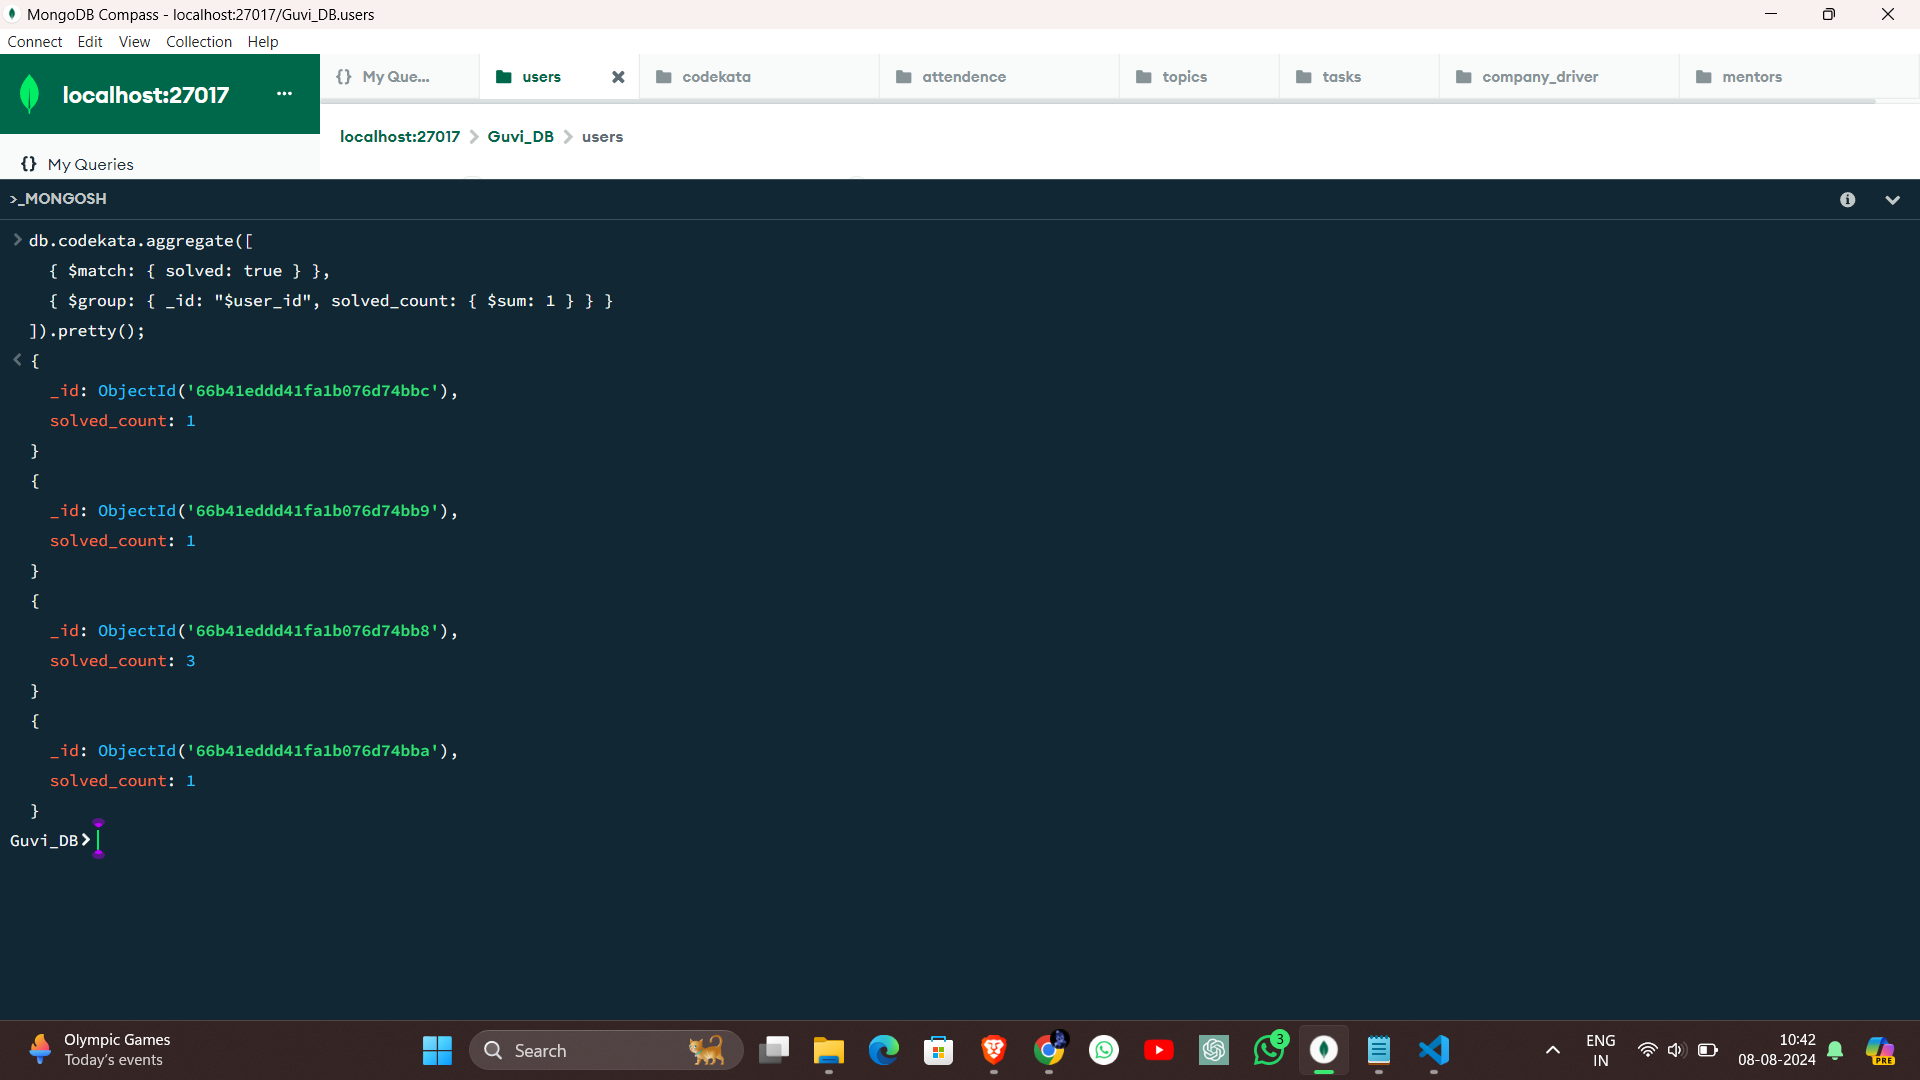 MongoDB Compass - localhost:27017/Guvi_DB.users
Connect Edit View Collection Help
localhost:27017 ...
{} My Que... users codekata attendence topics tasks company_driver mentors
localhost:27017 > Guvi_DB > users
{} My Queries
>_MONGOSH
> db.codekata.aggregate([
{ $match: { solved: true } },
{ $group: { _id: "$user_id", solved_count: { $sum: 1 } } }
]).pretty();
< {
_id: ObjectId('66b41eddd41fa1b076d74bbc'),
solved_count: 1
}
{
_id: ObjectId('66b41eddd41fa1b076d74bb9'),
solved_count: 1
}
{
_id: ObjectId('66b41eddd41fa1b076d74bb8'),
solved_count: 3
}
{
_id: ObjectId('66b41eddd41fa1b076d74bba'),
solved_count: 1
}
Guvi_DB>
Olympic Games
Today's events
Search
3
ENG
IN
10:42
08-08-2024
PRE